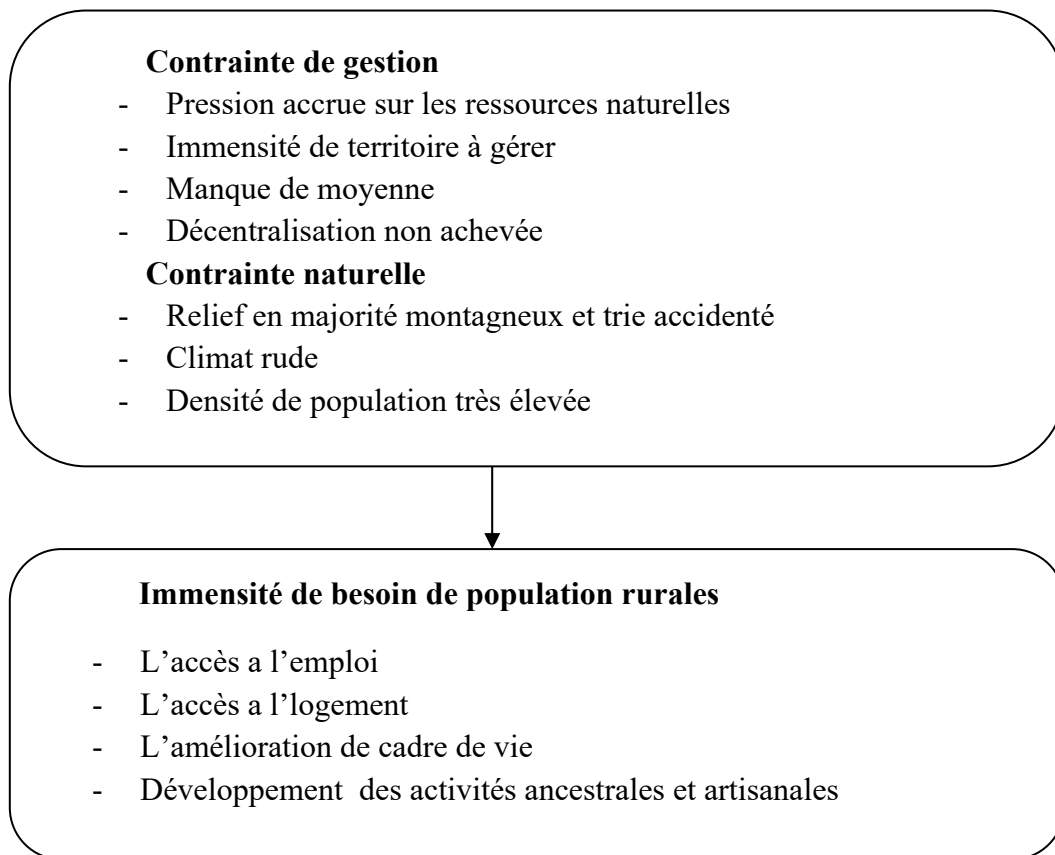 Contrainte de gestion
- Pression accrue sur les ressources naturelles
- Immensité de territoire à gérer
- Manque de moyenne
- Décentralisation non achevée
Contrainte naturelle
- Relief en majorité montagneux et trie accidenté
- Climat rude
- Densité de population très élevée
Immensité de besoin de population rurales
- L’accès a l’emploi
- L’accès a l’logement
- L’amélioration de cadre de vie
- Développement  des activités ancestrales et artisanales